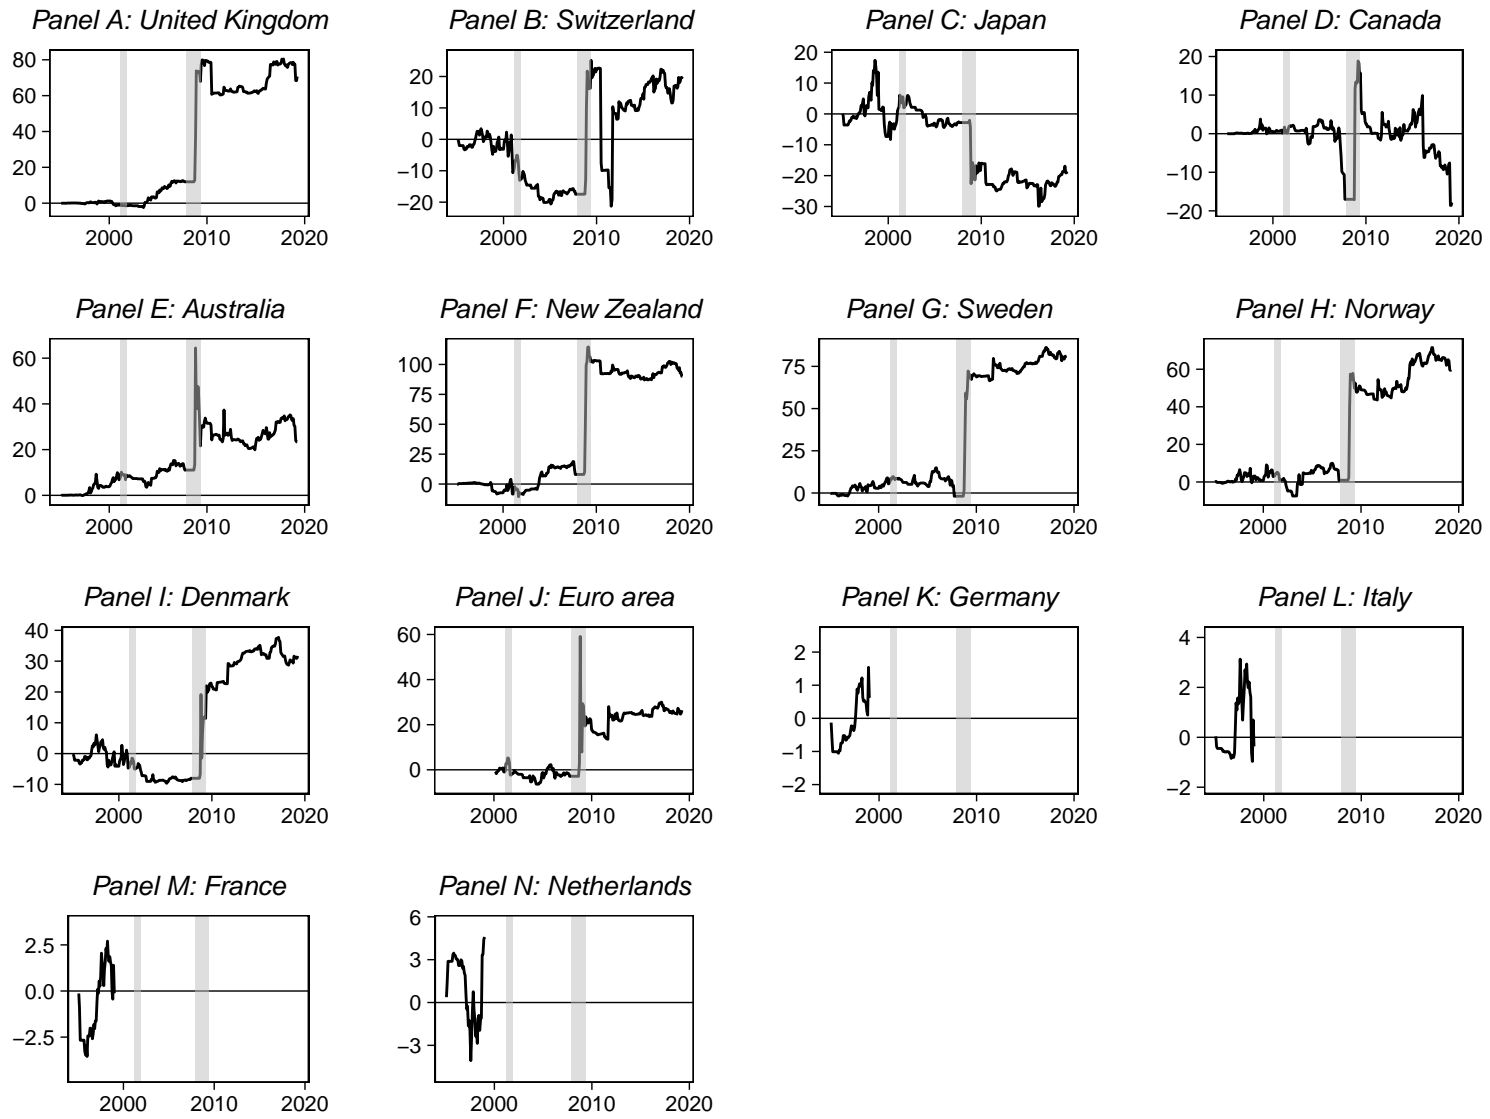 Panel A: United Kingdom
80
60
40
20
0
2000 2010 2020
Panel B: Switzerland
20
10
0
−10
−20
2000 2010 2020
Panel C: Japan
20
10
0
−10
−20
−30
2000 2010 2020
Panel D: Canada
20
10
0
−10
−20
2000 2010 2020
Panel E: Australia
60
40
20
0
2000 2010 2020
Panel F: New Zealand
100
75
50
25
0
2000 2010 2020
Panel G: Sweden
75
50
25
0
2000 2010 2020
Panel H: Norway
60
40
20
0
2000 2010 2020
Panel I: Denmark
40
30
20
10
0
−10
2000 2010 2020
Panel J: Euro area
60
40
20
0
2000 2010 2020
Panel K: Germany
2
1
0
−1
−2
2000 2010 2020
Panel L: Italy
4
2
0
−2
2000 2010 2020
Panel M: France
2.5
0.0
−2.5
2000 2010 2020
Panel N: Netherlands
6
3
0
−3
2000 2010 2020